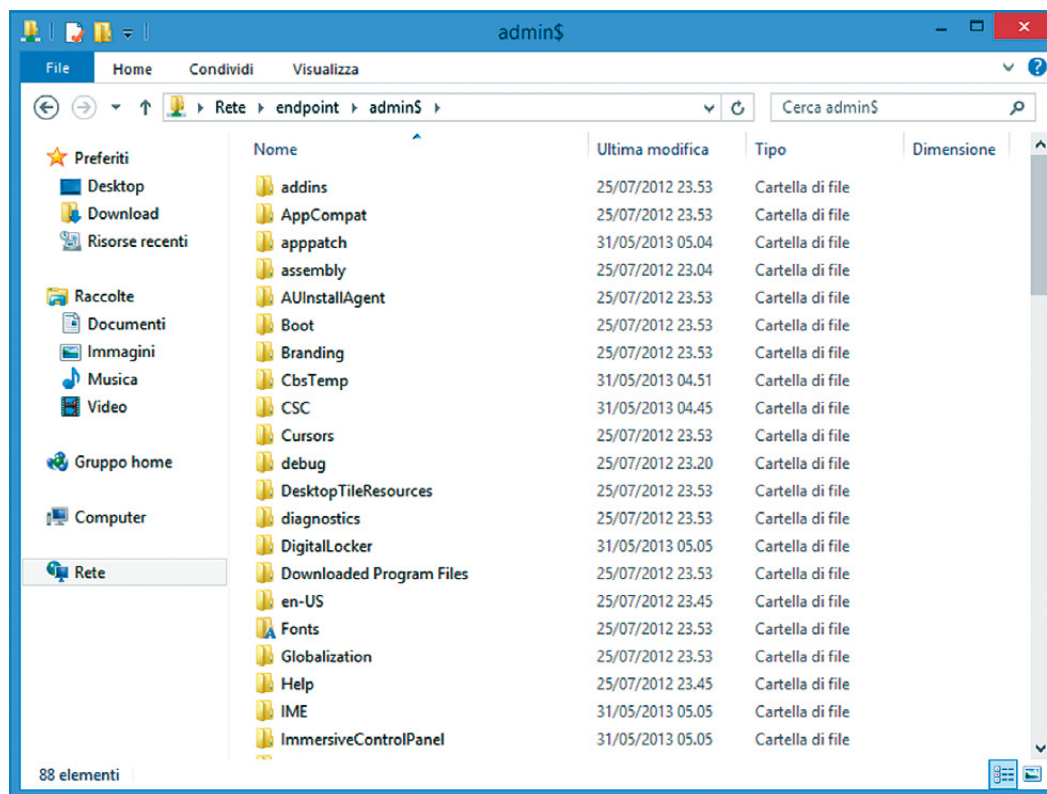 admin$
File Home Condividi Visualizza
Rete endpoint admin$ Cerca admin$
Nome Ultima modifica Tipo Dimensione
Preferiti
Desktop
Download
Risorse recenti
Raccolte
Documenti
Immagini
Musica
Video
Gruppo home
Computer
Rete
addins 25/07/2012 23.53 Cartella di file
AppCompat 25/07/2012 23.53 Cartella di file
apppatch 31/05/2013 05.04 Cartella di file
assembly 25/07/2012 23.04 Cartella di file
AUInstallAgent 25/07/2012 23.53 Cartella di file
Boot 25/07/2012 23.53 Cartella di file
Branding 25/07/2012 23.53 Cartella di file
CbsTemp 31/05/2013 04.51 Cartella di file
CSC 31/05/2013 04.45 Cartella di file
Cursors 25/07/2012 23.53 Cartella di file
debug 25/07/2012 23.20 Cartella di file
DesktopTileResources 25/07/2012 23.53 Cartella di file
diagnostics 25/07/2012 23.53 Cartella di file
DigitalLocker 31/05/2013 05.05 Cartella di file
Downloaded Program Files 25/07/2012 23.53 Cartella di file
en-US 25/07/2012 23.45 Cartella di file
Fonts 25/07/2012 23.53 Cartella di file
Globalization 25/07/2012 23.53 Cartella di file
Help 25/07/2012 23.45 Cartella di file
IME 31/05/2013 05.05 Cartella di file
ImmersiveControlPanel 31/05/2013 05.05 Cartella di file
88 elementi